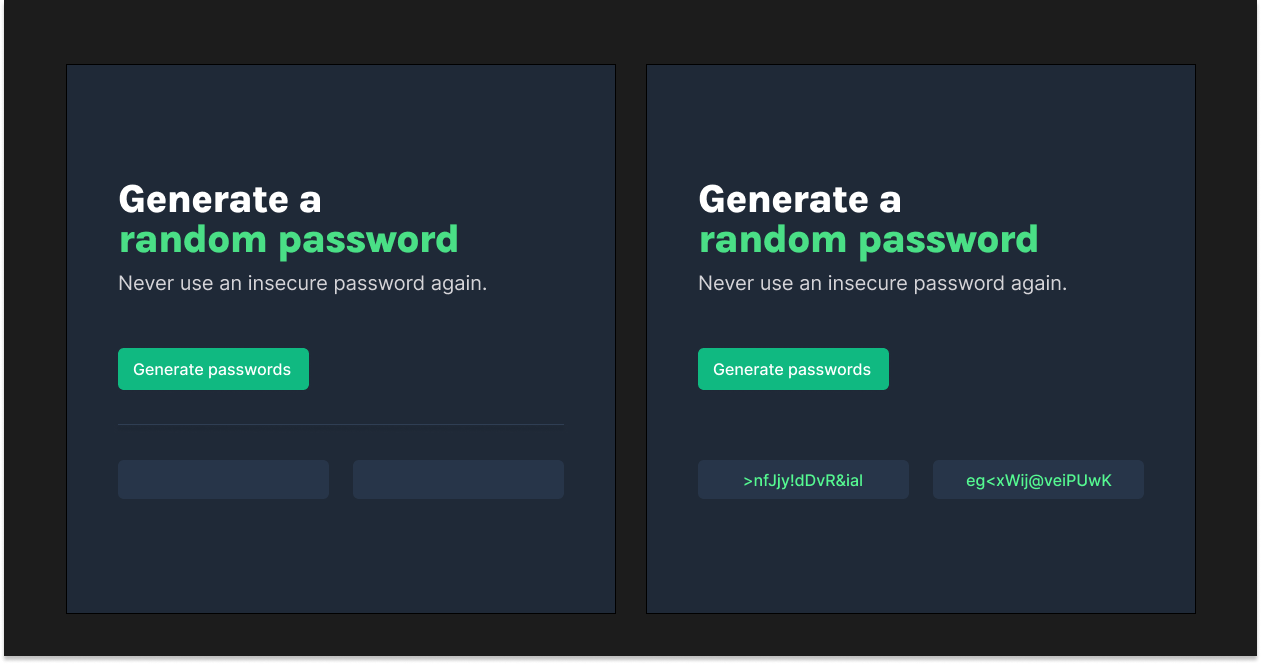 Generate a
random password
Never use an insecure password again.
Generate passwords
Generate a
random password
Never use an insecure password again.
Generate passwords
>nfJjy!dDvR&ial
eg<xWij@veiPUwK